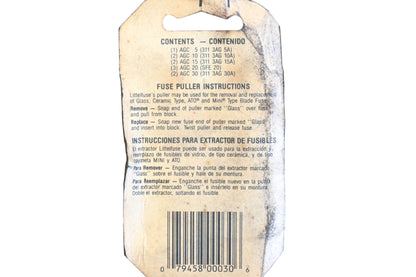 CONTENTS — CONTENIDO
(1) AGC 5 (311 3AG 5A)
(2) AGC 10 (311 3AG 10A)
(2) AGC 15 (311 3AG 15A)
(3) AGC 20 (SFE 20)
(2) AGC 30 (311 3AG 30A)
FUSE PULLER INSTRUCTIONS
Littelfuse's puller may be used for the removal and replacement
of Glass, Ceramic Type, ATO® and Mini® Type Blade Fuses
Remove — Snap end of puller marked "Glass" over fuse
and pull from block.
Replace — Snap new fuse end of puller marked "Glass"
and insert into block. Twist puller and release fuse.
INSTRUCCIONES PARA EXTRACTOR DE FUSIBLES
El extractor Littelfuse puede ser usado para la extracción y
reemplazo de fusibles de vidrio, de tipo cerámica, y de tipo
MINI y ATO
Para Remover — Enganche la punta del extractor marcado
"Glass" sobre el fusible y hale de su montura.
Para Reemplazar — Enganche el fusible nuevo en la punta del
extractor marcado "Glass" e insértelo en su montura.
Doble el extractor, soltando el fusible.
0 79458 00030 6